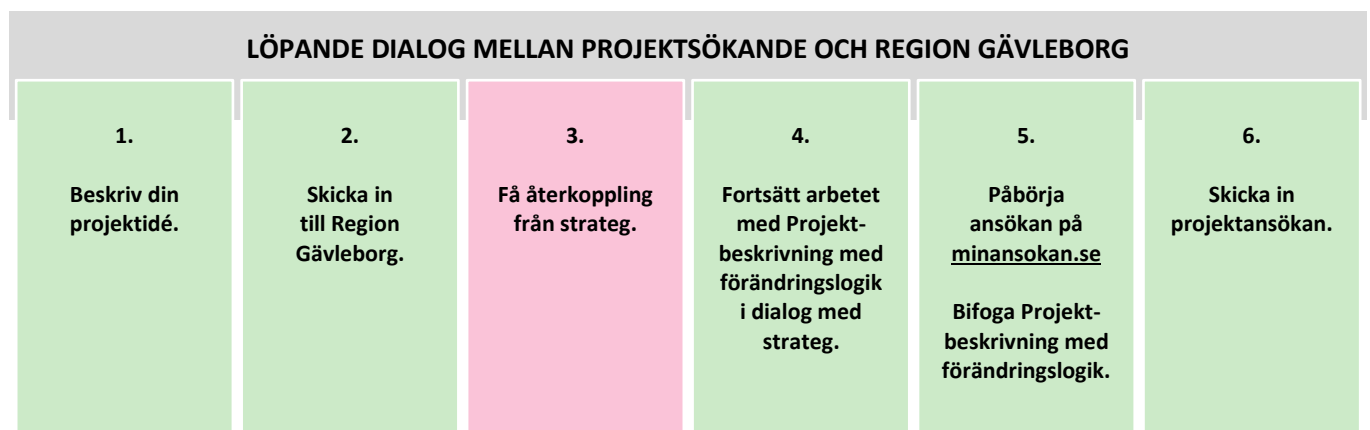 LÖPANDE DIALOG MELLAN PROJEKTSÖKANDE OCH REGION GÄVLEBORG
1.
Beskriv din
projektidé.
2.
Skicka in
till Region
Gävleborg.
3.
Få återkoppling
från strateg.
4.
Fortsätt arbetet
med Projekt-
beskrivning med
förändringslogik
i dialog med
strateg.
5.
Påbörja
ansökan på
minansokan.se
Bifoga Projekt-
beskrivning med
förändringslogik.
6.
Skicka in
projektansökan.